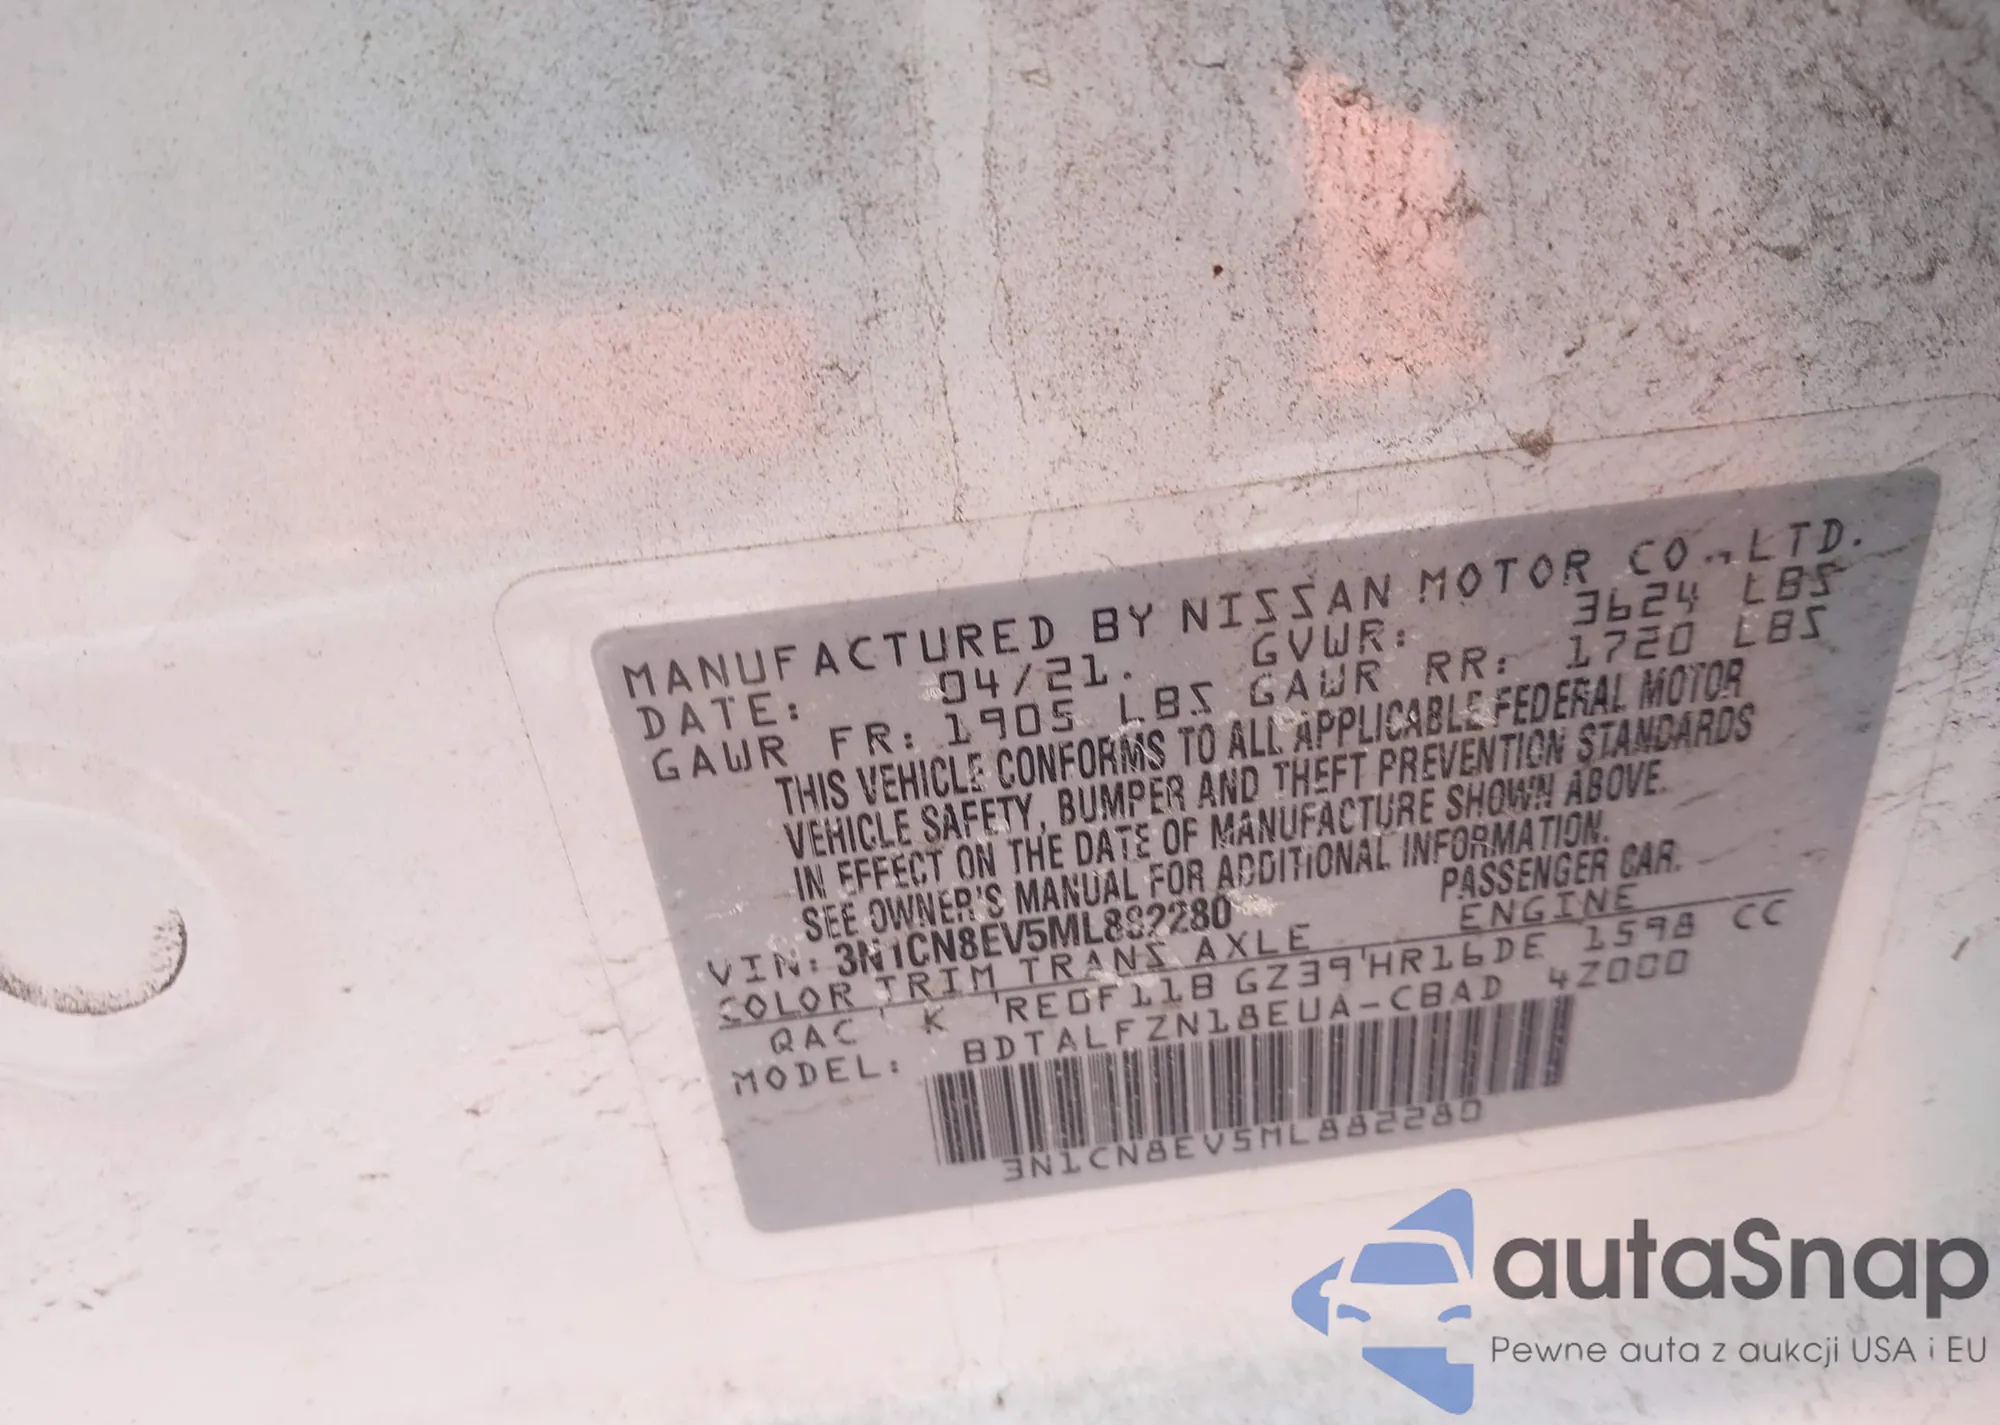 MANUFACTURED BY NISSAN MOTOR CO.,LTD.
DATE: 04/21. GVWR: 3624 LBS
GAWR FR: 1905 LBS GAWR RR: 1720 LBS
THIS VEHICLE CONFORMS TO ALL APPLICABLE FEDERAL MOTOR
VEHICLE SAFETY, BUMPER AND THEFT PREVENTION STANDARDS
IN EFFECT ON THE DATE OF MANUFACTURE SHOWN ABOVE.
SEE OWNER'S MANUAL FOR ADDITIONAL INFORMATION.
VIN: 3N1CN8EV5ML882280 PASSENGER CAR.
COLOR TRIM TRANS AXLE ENGINE
QAC K RE0F11B GZ39 HR16DE 1598 CC
MODEL: BDTALFZN18EUA-CBAD 4Z000
3N1CN8EV5ML882280
autaSnap
Pewne auta z aukcji USA i EU